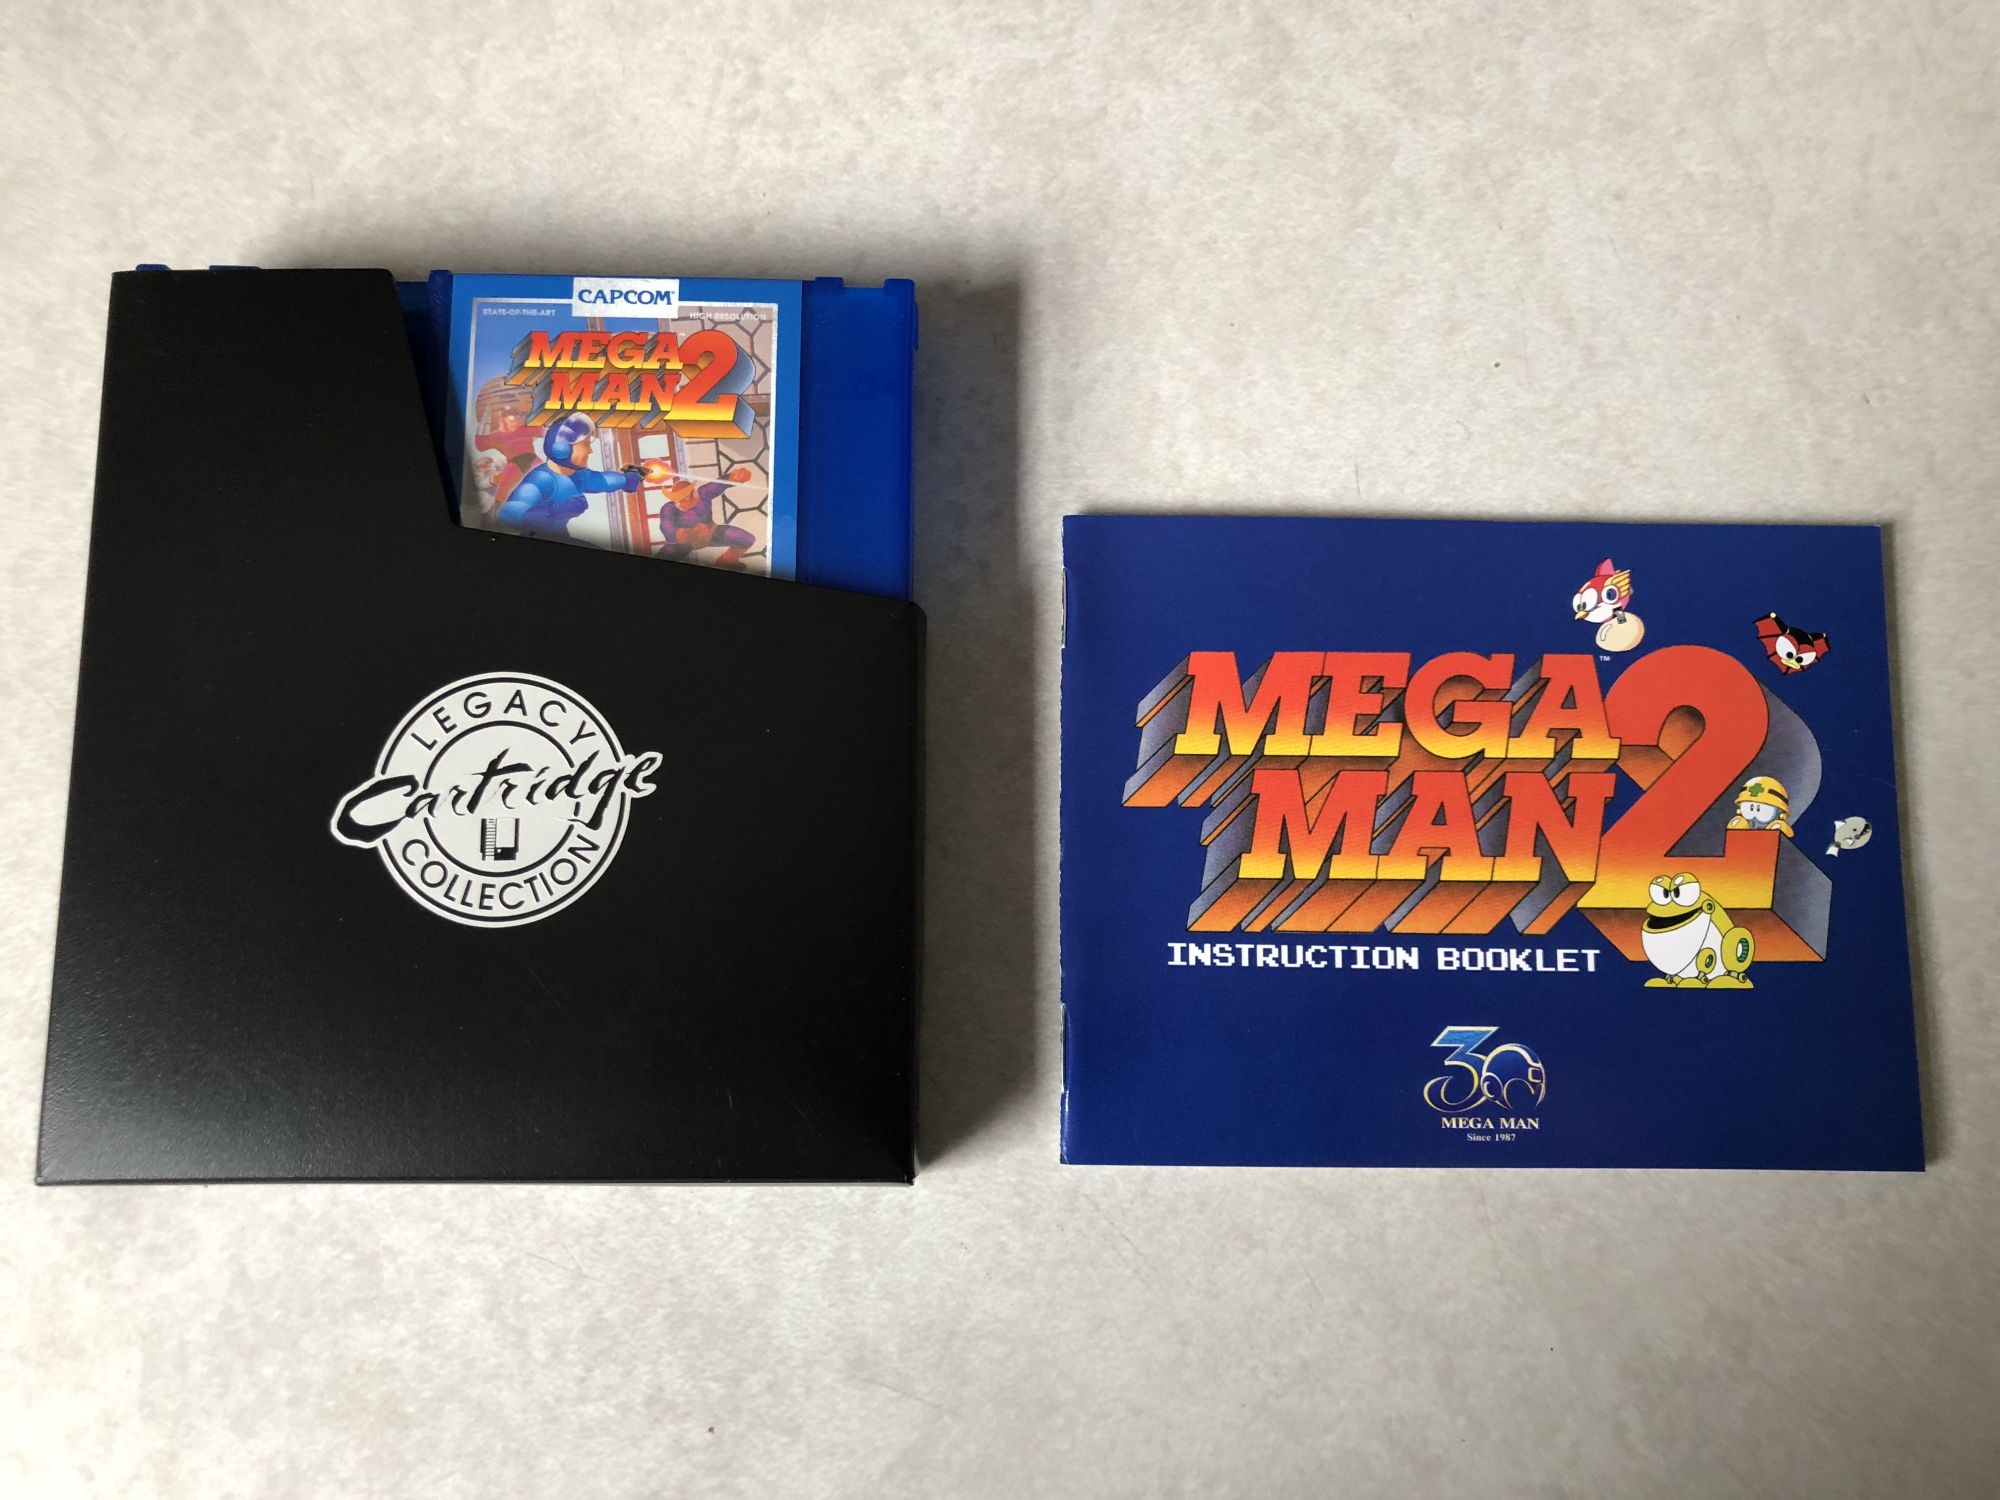 CAPCOM
STATE-OF-THE-ART
HIGH RESOLUTION
MEGA
MAN 2
LEGACY
Cartridge
COLLECTION
MEGA
MAN 2
TM
INSTRUCTION BOOKLET
30
MEGA MAN
Since 1987